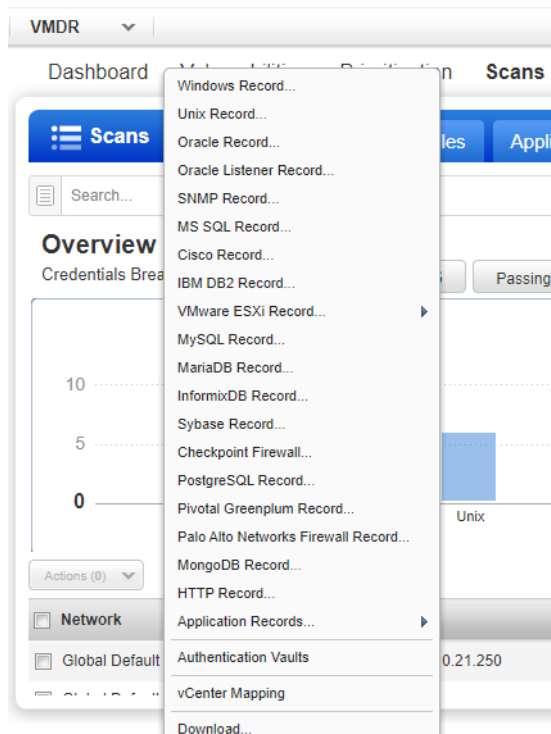 VMDR
Dashboard
Scans
Scans
Search...
Overview
Credentials Brea
Passing
10
5
0
Unix
Actions (0)
Network
Global Default
0.21.250
Windows Record...
Unix Record...
Oracle Record...
Oracle Listener Record...
SNMP Record...
MS SQL Record...
Cisco Record...
IBM DB2 Record...
VMware ESXi Record...
MySQL Record...
MariaDB Record...
InformixDB Record...
Sybase Record...
Checkpoint Firewall...
PostgreSQL Record...
Pivotal Greenplum Record...
Palo Alto Networks Firewall Record...
MongoDB Record...
HTTP Record...
Application Records...
Authentication Vaults
vCenter Mapping
Download...
les
Appli